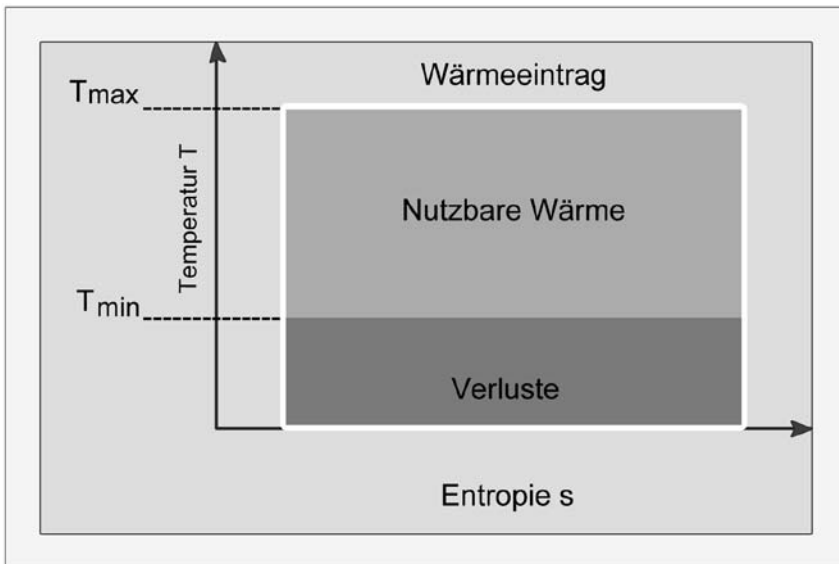 Wärmeeintrag
Tmax
Temperatur T
Nutzbare Wärme
Tmin
Verluste
Entropie s